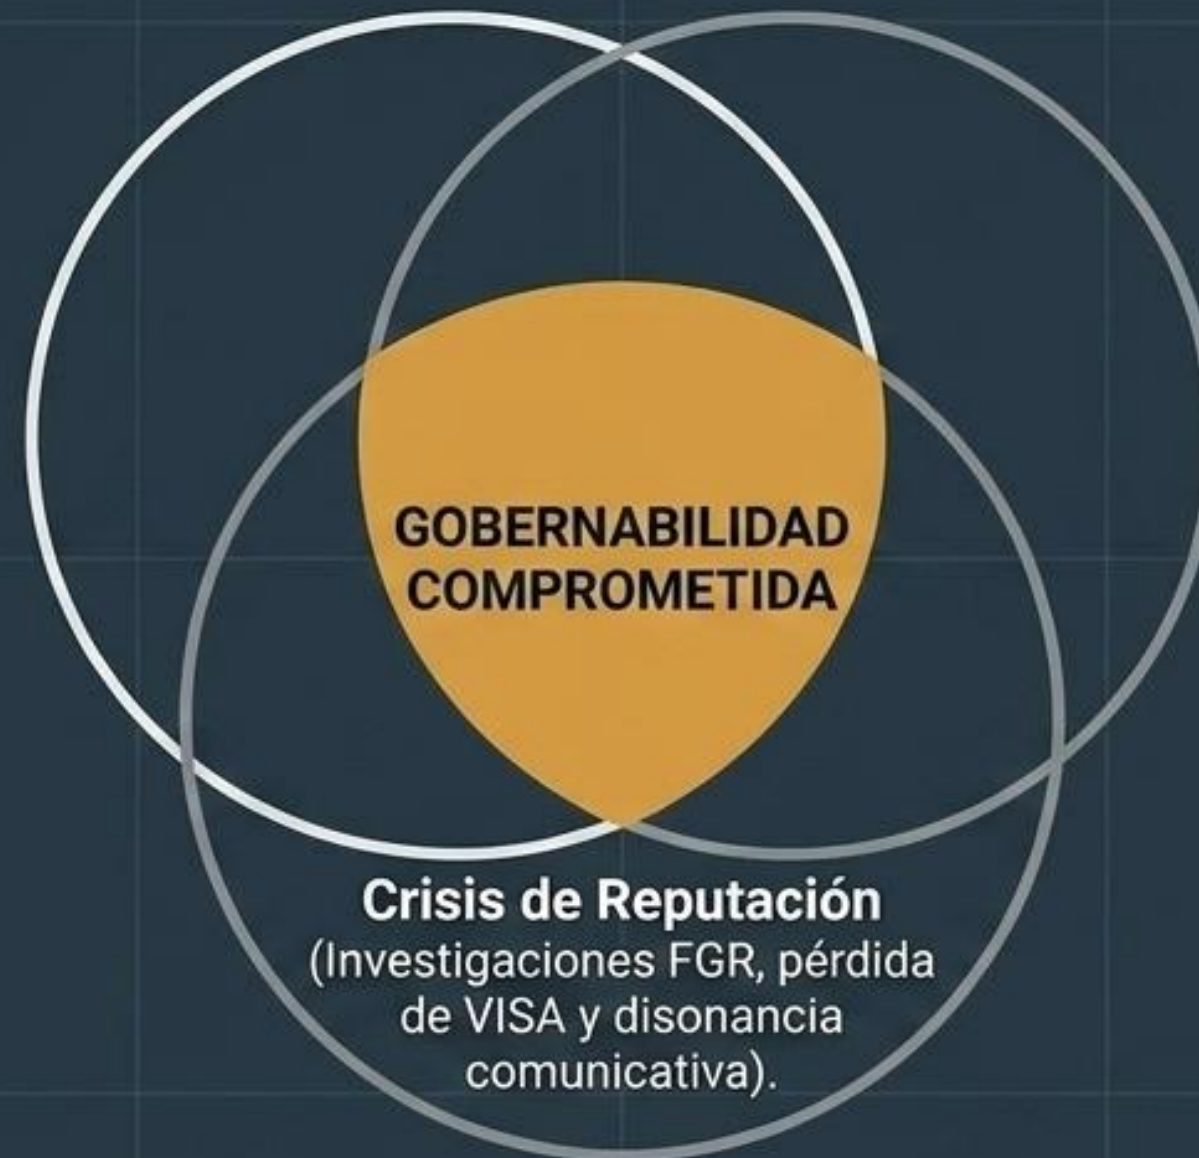 GOBERNABILIDAD
COMPROMETIDA
Crisis de Reputación
(Investigaciones FGR, pérdida
de VISA y disonancia
comunicativa).